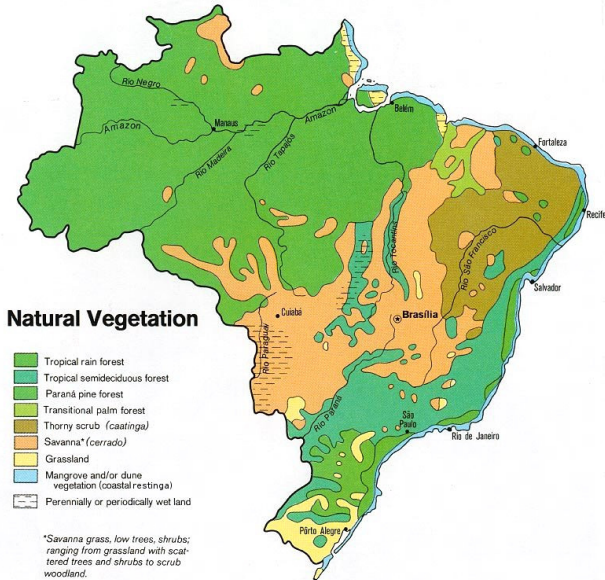 Rio Negro
Amazon
Manaus
Rio Madeira
Rio Tapajós
Amazon
Belém
Rio Tocantins
Fortaleza
Recife
Rio São Francisco
Salvador
Cuiabá
Rio Paraguay
Brasília
Rio Paraná
São
Paulo
Rio de Janeiro
Pôrto Alegre
Natural Vegetation
Tropical rain forest
Tropical semideciduous forest
Paraná pine forest
Transitional palm forest
Thorny scrub (caatinga)
Savanna* (cerrado)
Grassland
Mangrove and/or dune
vegetation (coastal restinga)
Perennially or periodically wet land
*Savanna grass, low trees, shrubs;
ranging from grassland with scat-
tered trees and shrubs to scrub
woodland.